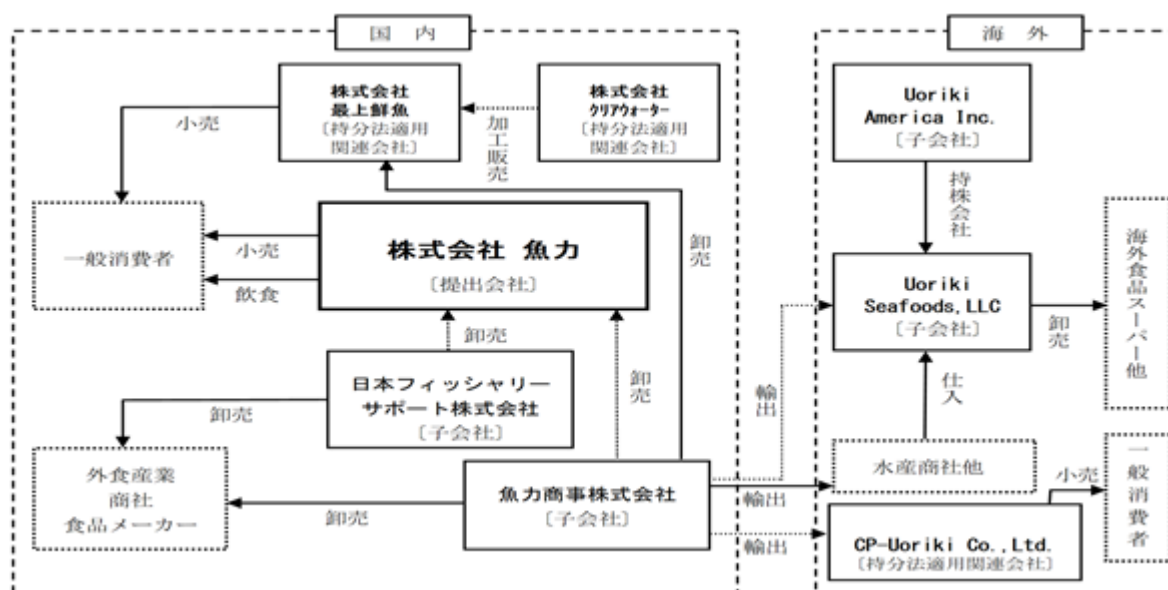 国内
海外
株式会社
最上鮮魚
〔持分法適用
関連会社〕
株式会社
クリアウォーター
〔持分法適用
関連会社〕
加工販売
小売
一般消費者
小売
飲食
株式会社 魚力
〔提出会社〕
卸売
卸売
日本フィッシャリー
サポート株式会社
〔子会社〕
卸売
卸売
外食産業
商社
食品メーカー
卸売
魚力商事株式会社
〔子会社〕
輸出
輸出
輸出
Uoriki
America Inc.
〔子会社〕
持株会社
Uoriki
Seafoods,LLC
〔子会社〕
卸売
海外食品スーパー他
仕入
水産商社他
小売
一般消費者
CP-Uoriki Co.,Ltd.
〔持分法適用関連会社〕